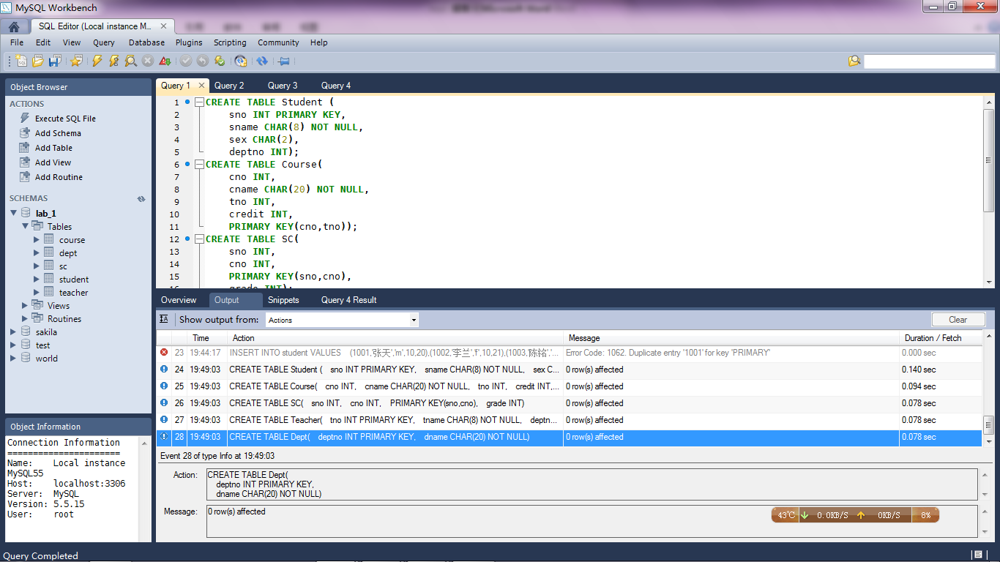 MySQL Workbench
SQL Editor (Local instance M... ×
File Edit View Query Database Plugins Scripting Community Help
Object Browser
ACTIONS
Execute SQL File
Add Schema
Add Table
Add View
Add Routine
SCHEMAS
lab_1
Tables
course
dept
sc
student
teacher
Views
Routines
sakila
test
world
Object Information
Connection Information
======================
Name: Local instance
MySQL55
Host: localhost:3306
Server: MySQL
Version: 5.5.15
User: root
Query 1 × Query 2 Query 3 Query 4
1 CREATE TABLE Student (
2 sno INT PRIMARY KEY,
3 sname CHAR(8) NOT NULL,
4 sex CHAR(2),
5 deptno INT);
6 CREATE TABLE Course(
7 cno INT,
8 cname CHAR(20) NOT NULL,
9 tno INT,
10 credit INT,
11 PRIMARY KEY(cno,tno));
12 CREATE TABLE SC(
13 sno INT,
14 cno INT,
15 PRIMARY KEY(sno,cno),
16 grade INT);
Overview Output Snippets Query 4 Result
Show output from: Actions Clear
Time Action Message Duration / Fetch
23 19:44:17 INSERT INTO student VALUES (1001,'张天','m',10,20),(1002,'李兰','f',10,21),(1003,'陈铭','... Error Code: 1062. Duplicate entry '1001' for key 'PRIMARY' 0.000 sec
24 19:49:03 CREATE TABLE Student ( sno INT PRIMARY KEY, sname CHAR(8) NOT NULL, sex C... 0 row(s) affected 0.140 sec
25 19:49:03 CREATE TABLE Course( cno INT, cname CHAR(20) NOT NULL, tno INT, credit INT,... 0 row(s) affected 0.094 sec
26 19:49:03 CREATE TABLE SC( sno INT, cno INT, PRIMARY KEY(sno,cno), grade INT) 0 row(s) affected 0.078 sec
27 19:49:03 CREATE TABLE Teacher( tno INT PRIMARY KEY, tname CHAR(8) NOT NULL, deptn... 0 row(s) affected 0.078 sec
28 19:49:03 CREATE TABLE Dept( deptno INT PRIMARY KEY, dname CHAR(20) NOT NULL) 0 row(s) affected 0.078 sec
Event 28 of type Info at 19:49:03
Action: CREATE TABLE Dept(
deptno INT PRIMARY KEY,
dname CHAR(20) NOT NULL)
Message: 0 row(s) affected
43℃ 0.0KB/S 0KB/S 8%
Query Completed